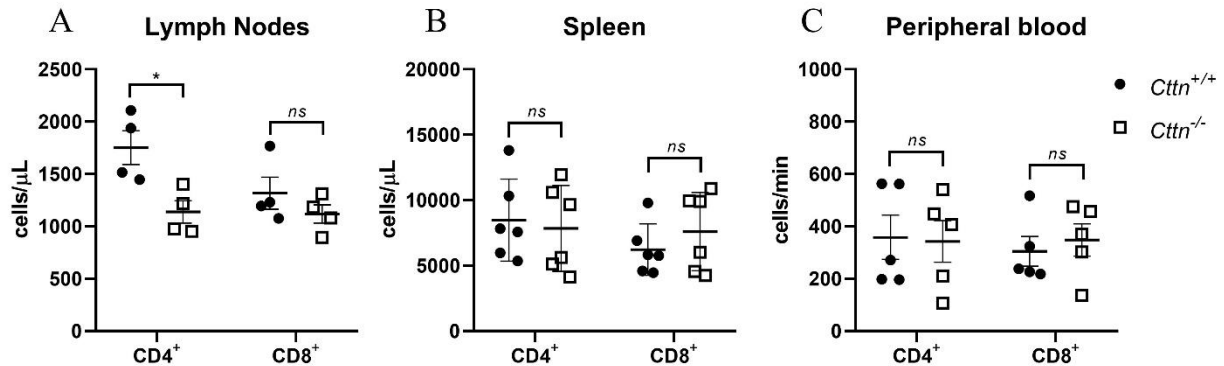 A Lymph Nodes
cells/μL
2500
2000
1500
1000
500
0
*
ns
CD4⁺
CD8⁺
B Spleen
cells/μL
20000
15000
10000
5000
0
ns
ns
CD4⁺
CD8⁺
C Peripheral blood
cells/min
1000
800
600
400
200
0
ns
ns
CD4⁺
CD8⁺
Cttn⁺/⁺
Cttn⁻/⁻